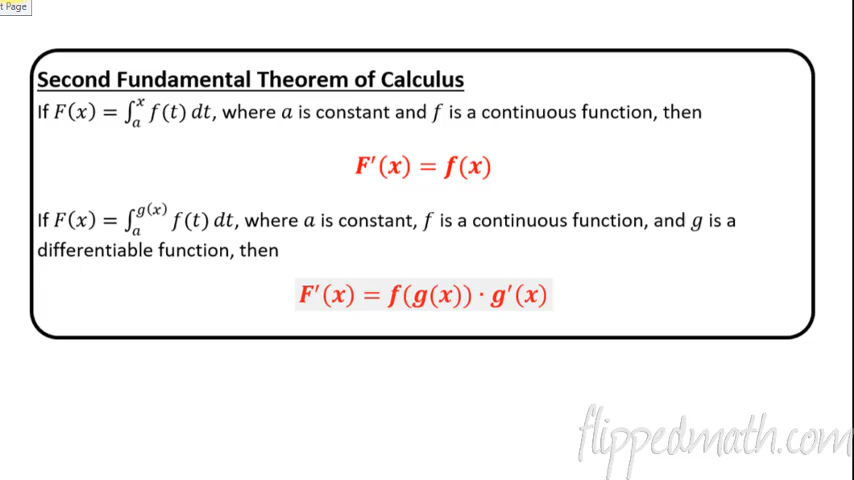 t Page
Second Fundamental Theorem of Calculus
If F(x) = ∫ₐˣ f(t) dt, where a is constant and f is a continuous function, then
F′(x) = f(x)
If F(x) = ∫ₐᵍ⁽ˣ⁾ f(t) dt, where a is constant, f is a continuous function, and g is a
differentiable function, then
F′(x) = f(g(x)) · g′(x)
flippedmath.com